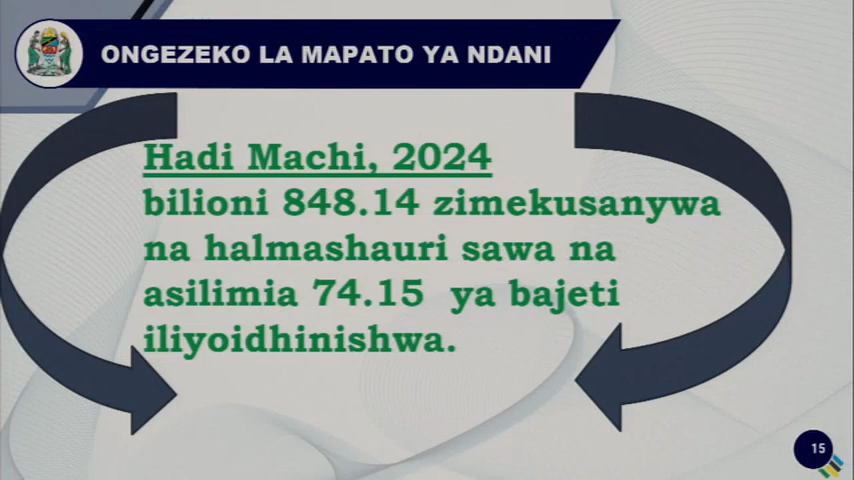 ONGEZEKO LA MAPATO YA NDANI
Hadi Machi, 2024
bilioni 848.14 zimekusanywa
na halmashauri sawa na
asilimia 74.15 ya bajeti
iliyoidhinishwa.
15